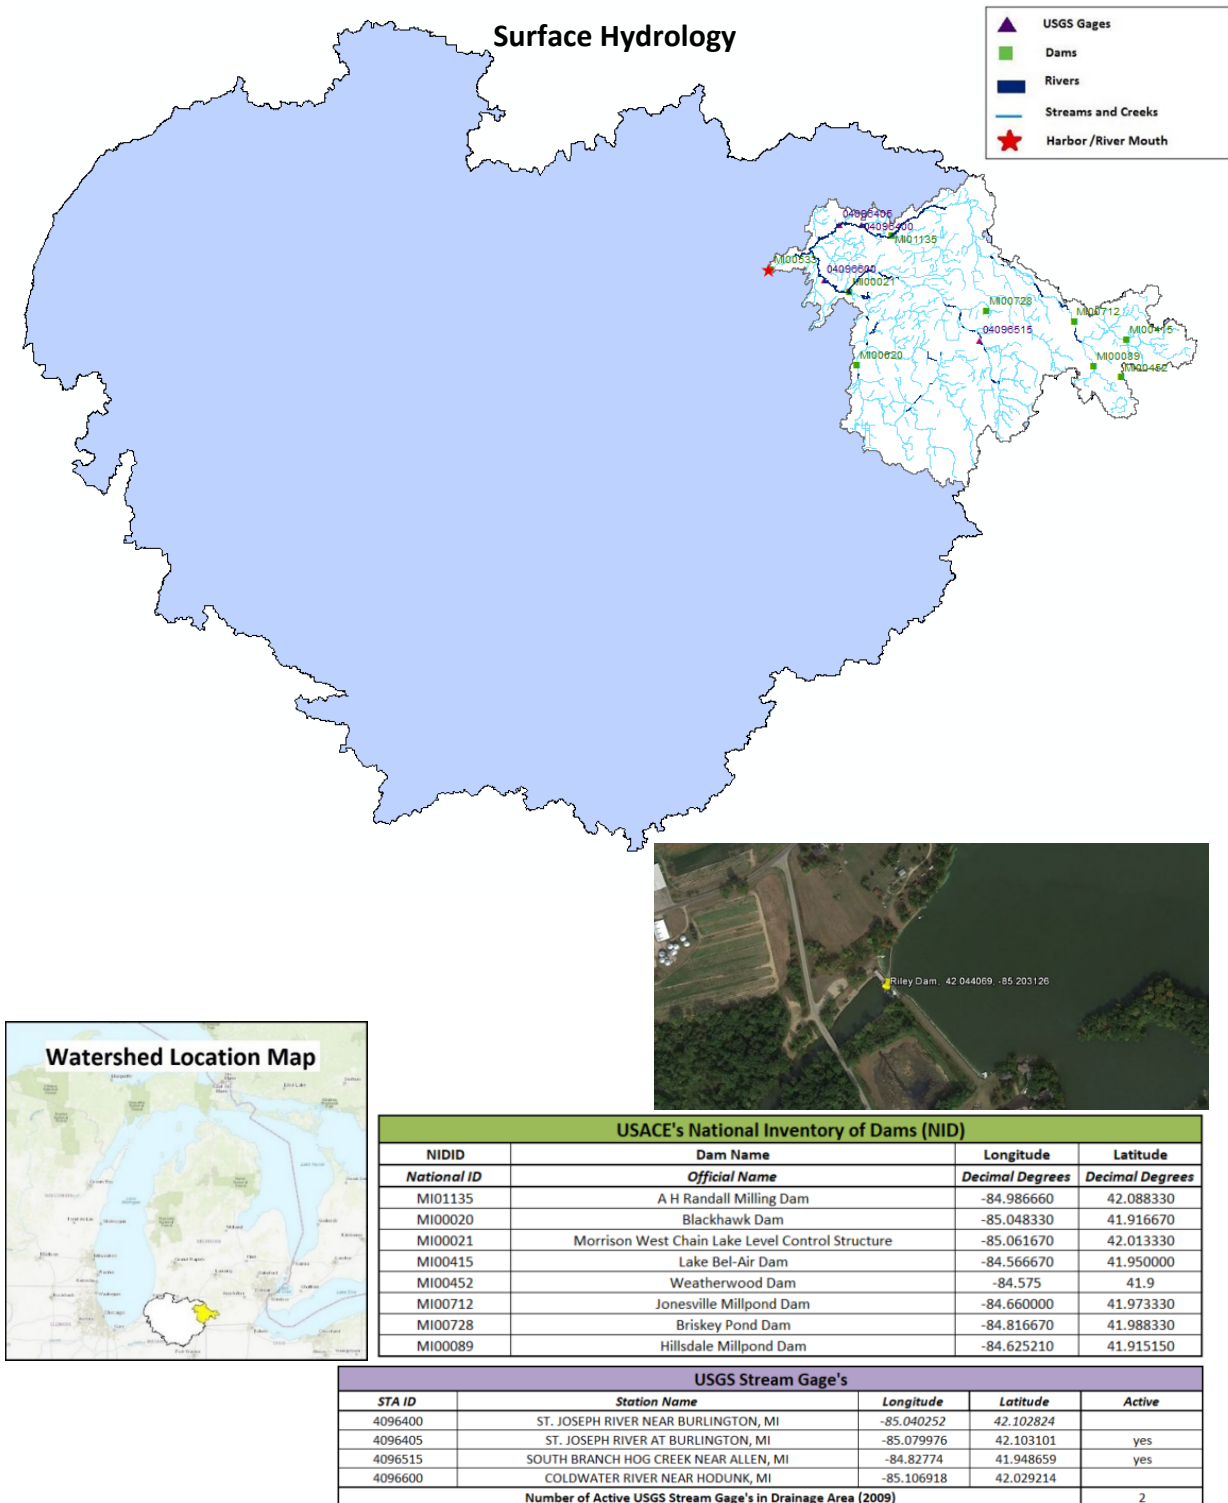 Surface Hydrology
USGS Gages
Dams
Rivers
Streams and Creeks
Harbor /River Mouth
04096405
04096400
MI01135
MI00533
04096600
MI00021
MI00728
MI00712
04096515
MI00415
MI00020
MI00089
MI00452
Riley Dam, 42.044069, -85.203126
Watershed Location Map
USACE's National Inventory of Dams (NID)
NIDID Dam Name Longitude Latitude
National ID Official Name Decimal Degrees Decimal Degrees
MI01135 A H Randall Milling Dam -84.986660 42.088330
MI00020 Blackhawk Dam -85.048330 41.916670
MI00021 Morrison West Chain Lake Level Control Structure -85.061670 42.013330
MI00415 Lake Bel-Air Dam -84.566670 41.950000
MI00452 Weatherwood Dam -84.575 41.9
MI00712 Jonesville Millpond Dam -84.660000 41.973330
MI00728 Briskey Pond Dam -84.816670 41.988330
MI00089 Hillsdale Millpond Dam -84.625210 41.915150
USGS Stream Gage's
STA ID Station Name Longitude Latitude Active
4096400 ST. JOSEPH RIVER NEAR BURLINGTON, MI -85.040252 42.102824
4096405 ST. JOSEPH RIVER AT BURLINGTON, MI -85.079976 42.103101 yes
4096515 SOUTH BRANCH HOG CREEK NEAR ALLEN, MI -84.82774 41.948659 yes
4096600 COLDWATER RIVER NEAR HODUNK, MI -85.106918 42.029214
Number of Active USGS Stream Gage's in Drainage Area (2009) 2